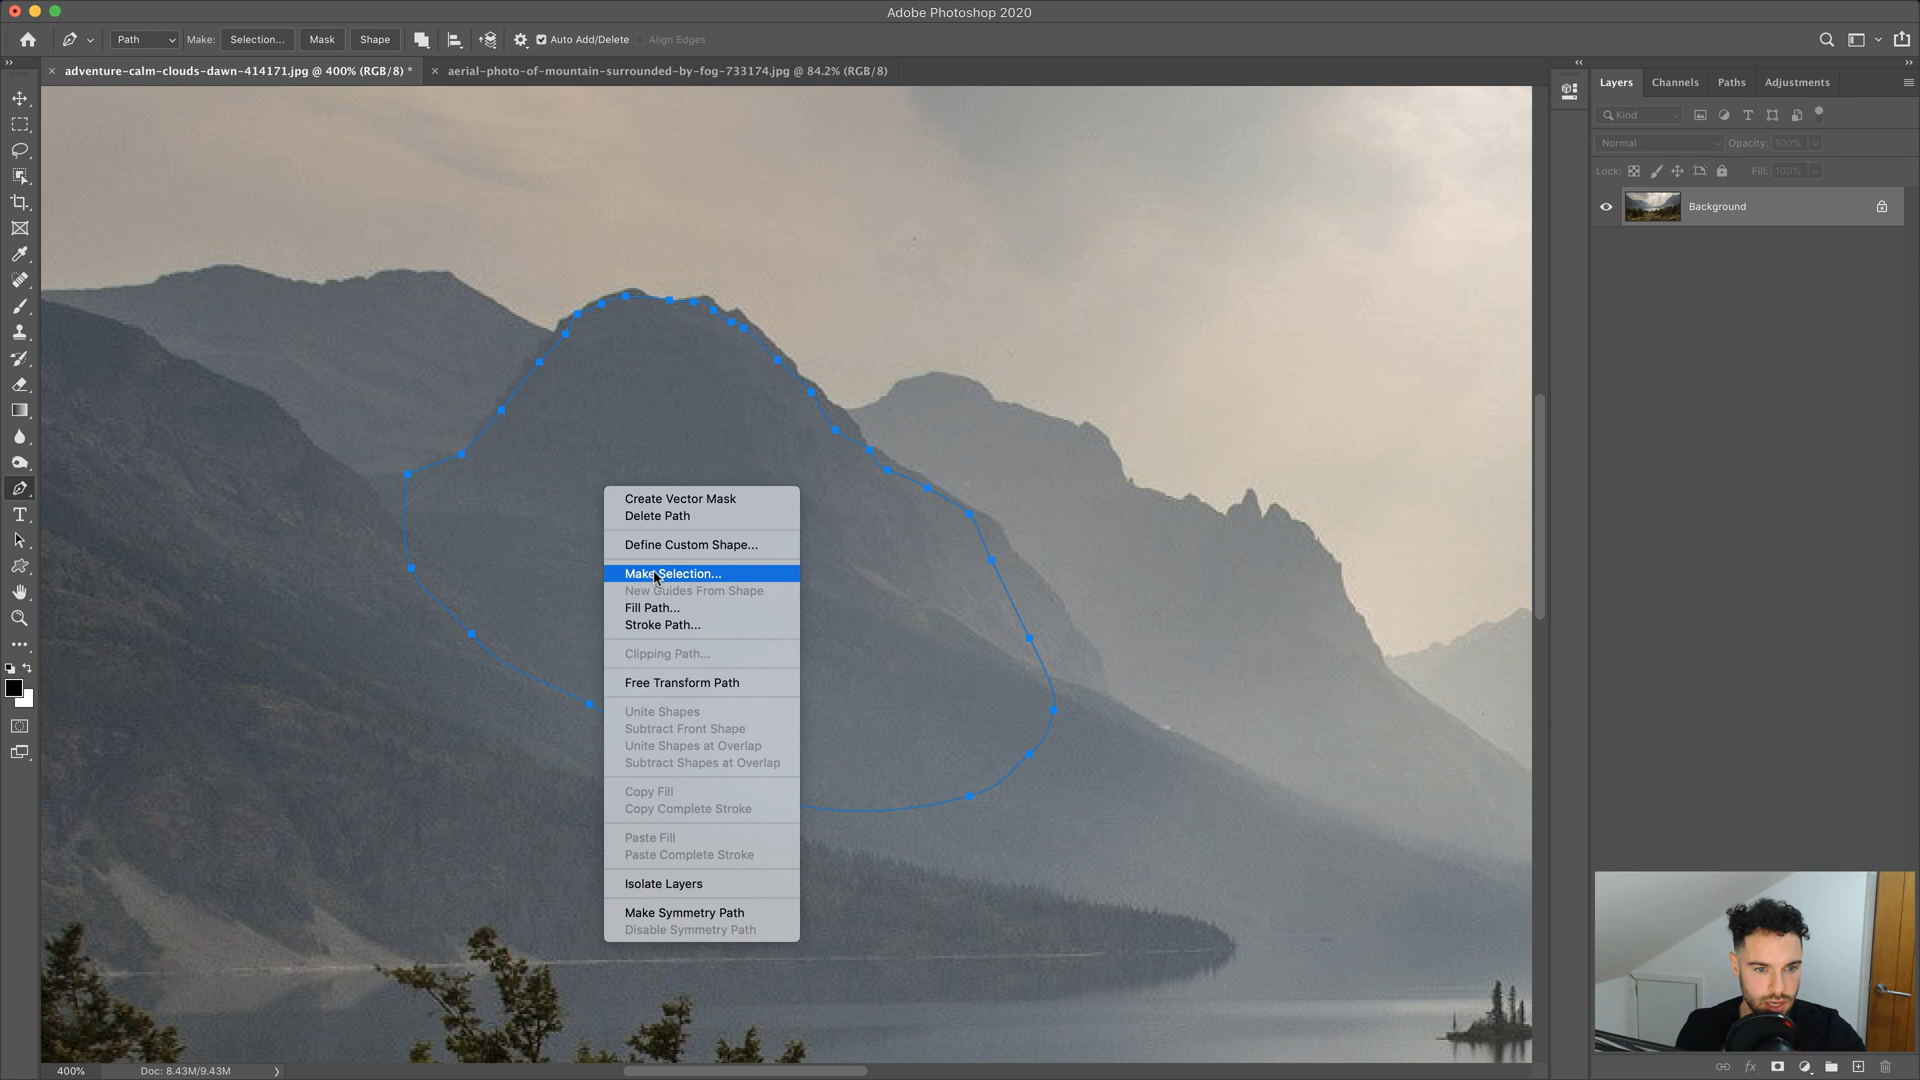 Adobe Photoshop 2020
Path Make: Selection... Mask Shape Auto Add/Delete Align Edges
adventure-calm-clouds-dawn-414171.jpg @ 400% (RGB/8) * aerial-photo-of-mountain-surrounded-by-fog-733174.jpg @ 84.2% (RGB/8)
Layers Channels Paths Adjustments
Kind
Normal Opacity: 100%
Lock: Fill: 100%
Background
Create Vector Mask
Delete Path
Define Custom Shape...
Make Selection...
New Guides From Shape
Fill Path...
Stroke Path...
Clipping Path...
Free Transform Path
Unite Shapes
Subtract Front Shape
Unite Shapes at Overlap
Subtract Shapes at Overlap
Copy Fill
Copy Complete Stroke
Paste Fill
Paste Complete Stroke
Isolate Layers
Make Symmetry Path
Disable Symmetry Path
400% Doc: 8.43M/9.43M